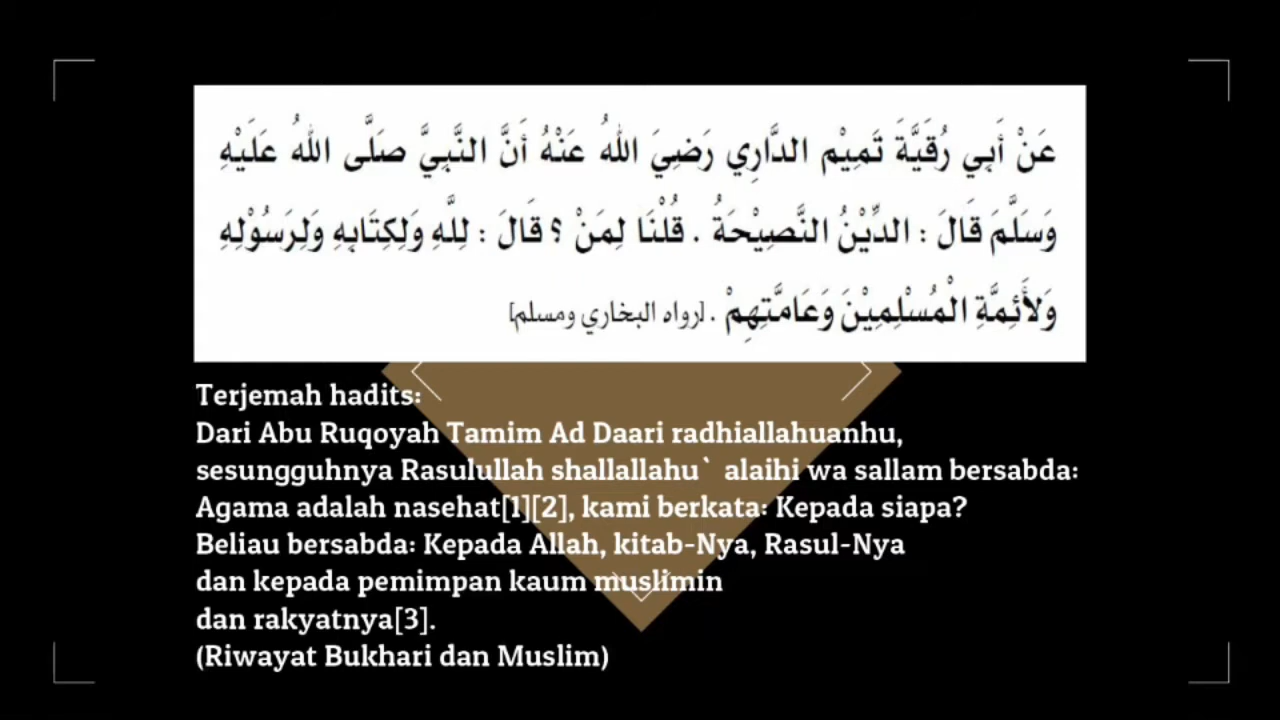 عَنْ أَبِي رُقَيَّةَ تَمِيْمِ الدَّارِي رَضِيَ اللهُ عَنْهُ أَنَّ النَّبِيَّ صَلَّى اللهُ عَلَيْهِ
وَسَلَّمَ قَالَ : الدِّيْنُ النَّصِيْحَةُ . قُلْنَا لِمَنْ ؟ قَالَ : لِلَّهِ وَلِكِتَابِهِ وَلِرَسُوْلِهِ
وَلأَئِمَّةِ الْمُسْلِمِيْنَ وَعَامَّتِهِمْ . [رواه البخاري ومسلم]
Terjemah hadits:
Dari Abu Ruqoyah Tamim Ad Daari radhiallahuanhu,
sesungguhnya Rasulullah shallallahu` alaihi wa sallam bersabda:
Agama adalah nasehat[1][2], kami berkata: Kepada siapa?
Beliau bersabda: Kepada Allah, kitab-Nya, Rasul-Nya
dan kepada pemimpan kaum muslimin
dan rakyatnya[3].
(Riwayat Bukhari dan Muslim)